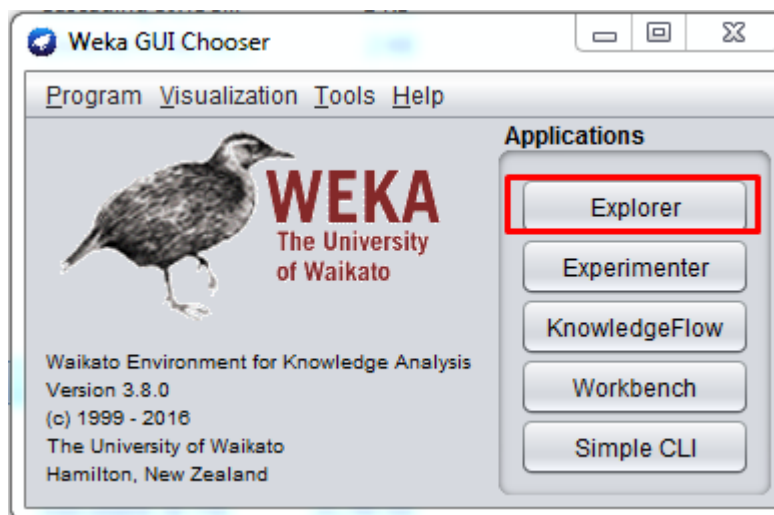 Weka GUI Chooser
Program Visualization Tools Help
WEKA
The University
of Waikato
Waikato Environment for Knowledge Analysis
Version 3.8.0
(c) 1999 - 2016
The University of Waikato
Hamilton, New Zealand
Applications
Explorer
Experimenter
KnowledgeFlow
Workbench
Simple CLI